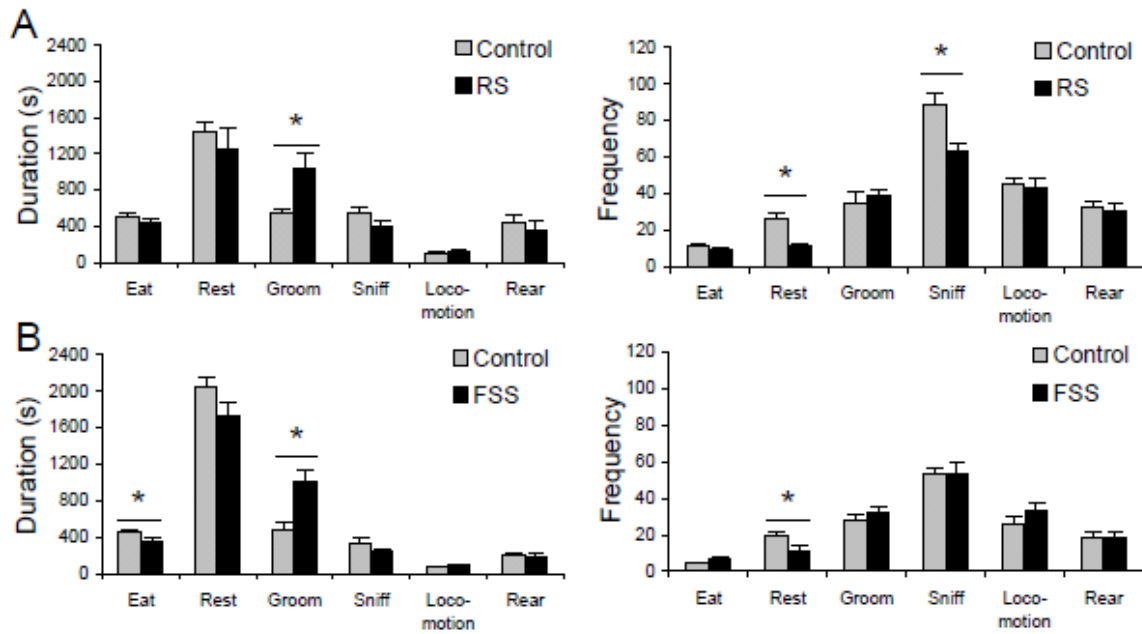 A
Duration (s)
2400
2000
1600
1200
800
400
0
Control
RS
*
Eat Rest Groom Sniff Loco- Rear
motion
Frequency
120
100
80
60
40
20
0
Control
RS
*
*
Eat Rest Groom Sniff Loco- Rear
motion
B
Duration (s)
2400
2000
1600
1200
800
400
0
Control
FSS
*
*
Eat Rest Groom Sniff Loco- Rear
motion
Frequency
120
100
80
60
40
20
0
Control
FSS
*
Eat Rest Groom Sniff Loco- Rear
motion